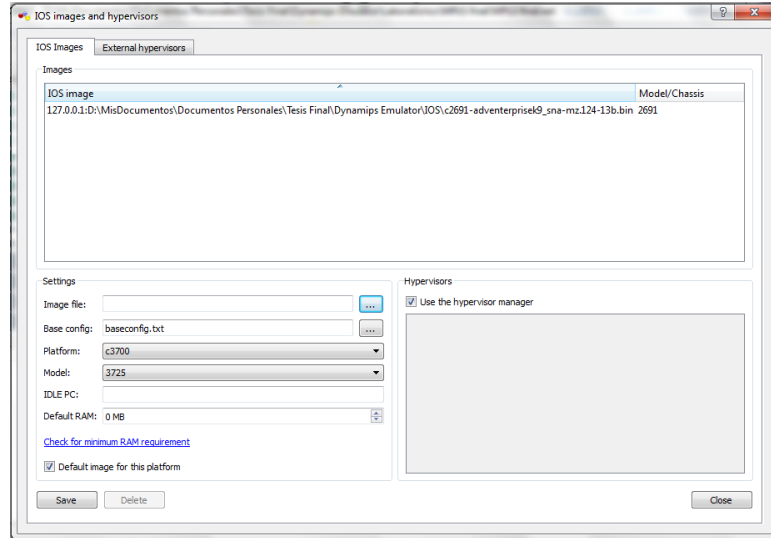 IOS images and hypervisors
IOS Images External hypervisors
Images
IOS image Model/Chassis
127.0.0.1:D:\MisDocumentos\Documentos Personales\Tesis Final\Dynamips Emulator\IOS\c2691-adventerprisek9_sna-mz.124-13b.bin 2691
Settings
Image file: ...
Base config: baseconfig.txt ...
Platform: c3700
Model: 3725
IDLE PC:
Default RAM: 0 MB
Check for minimum RAM requirement
Default image for this platform
Hypervisors
Use the hypervisor manager
Save Delete Close